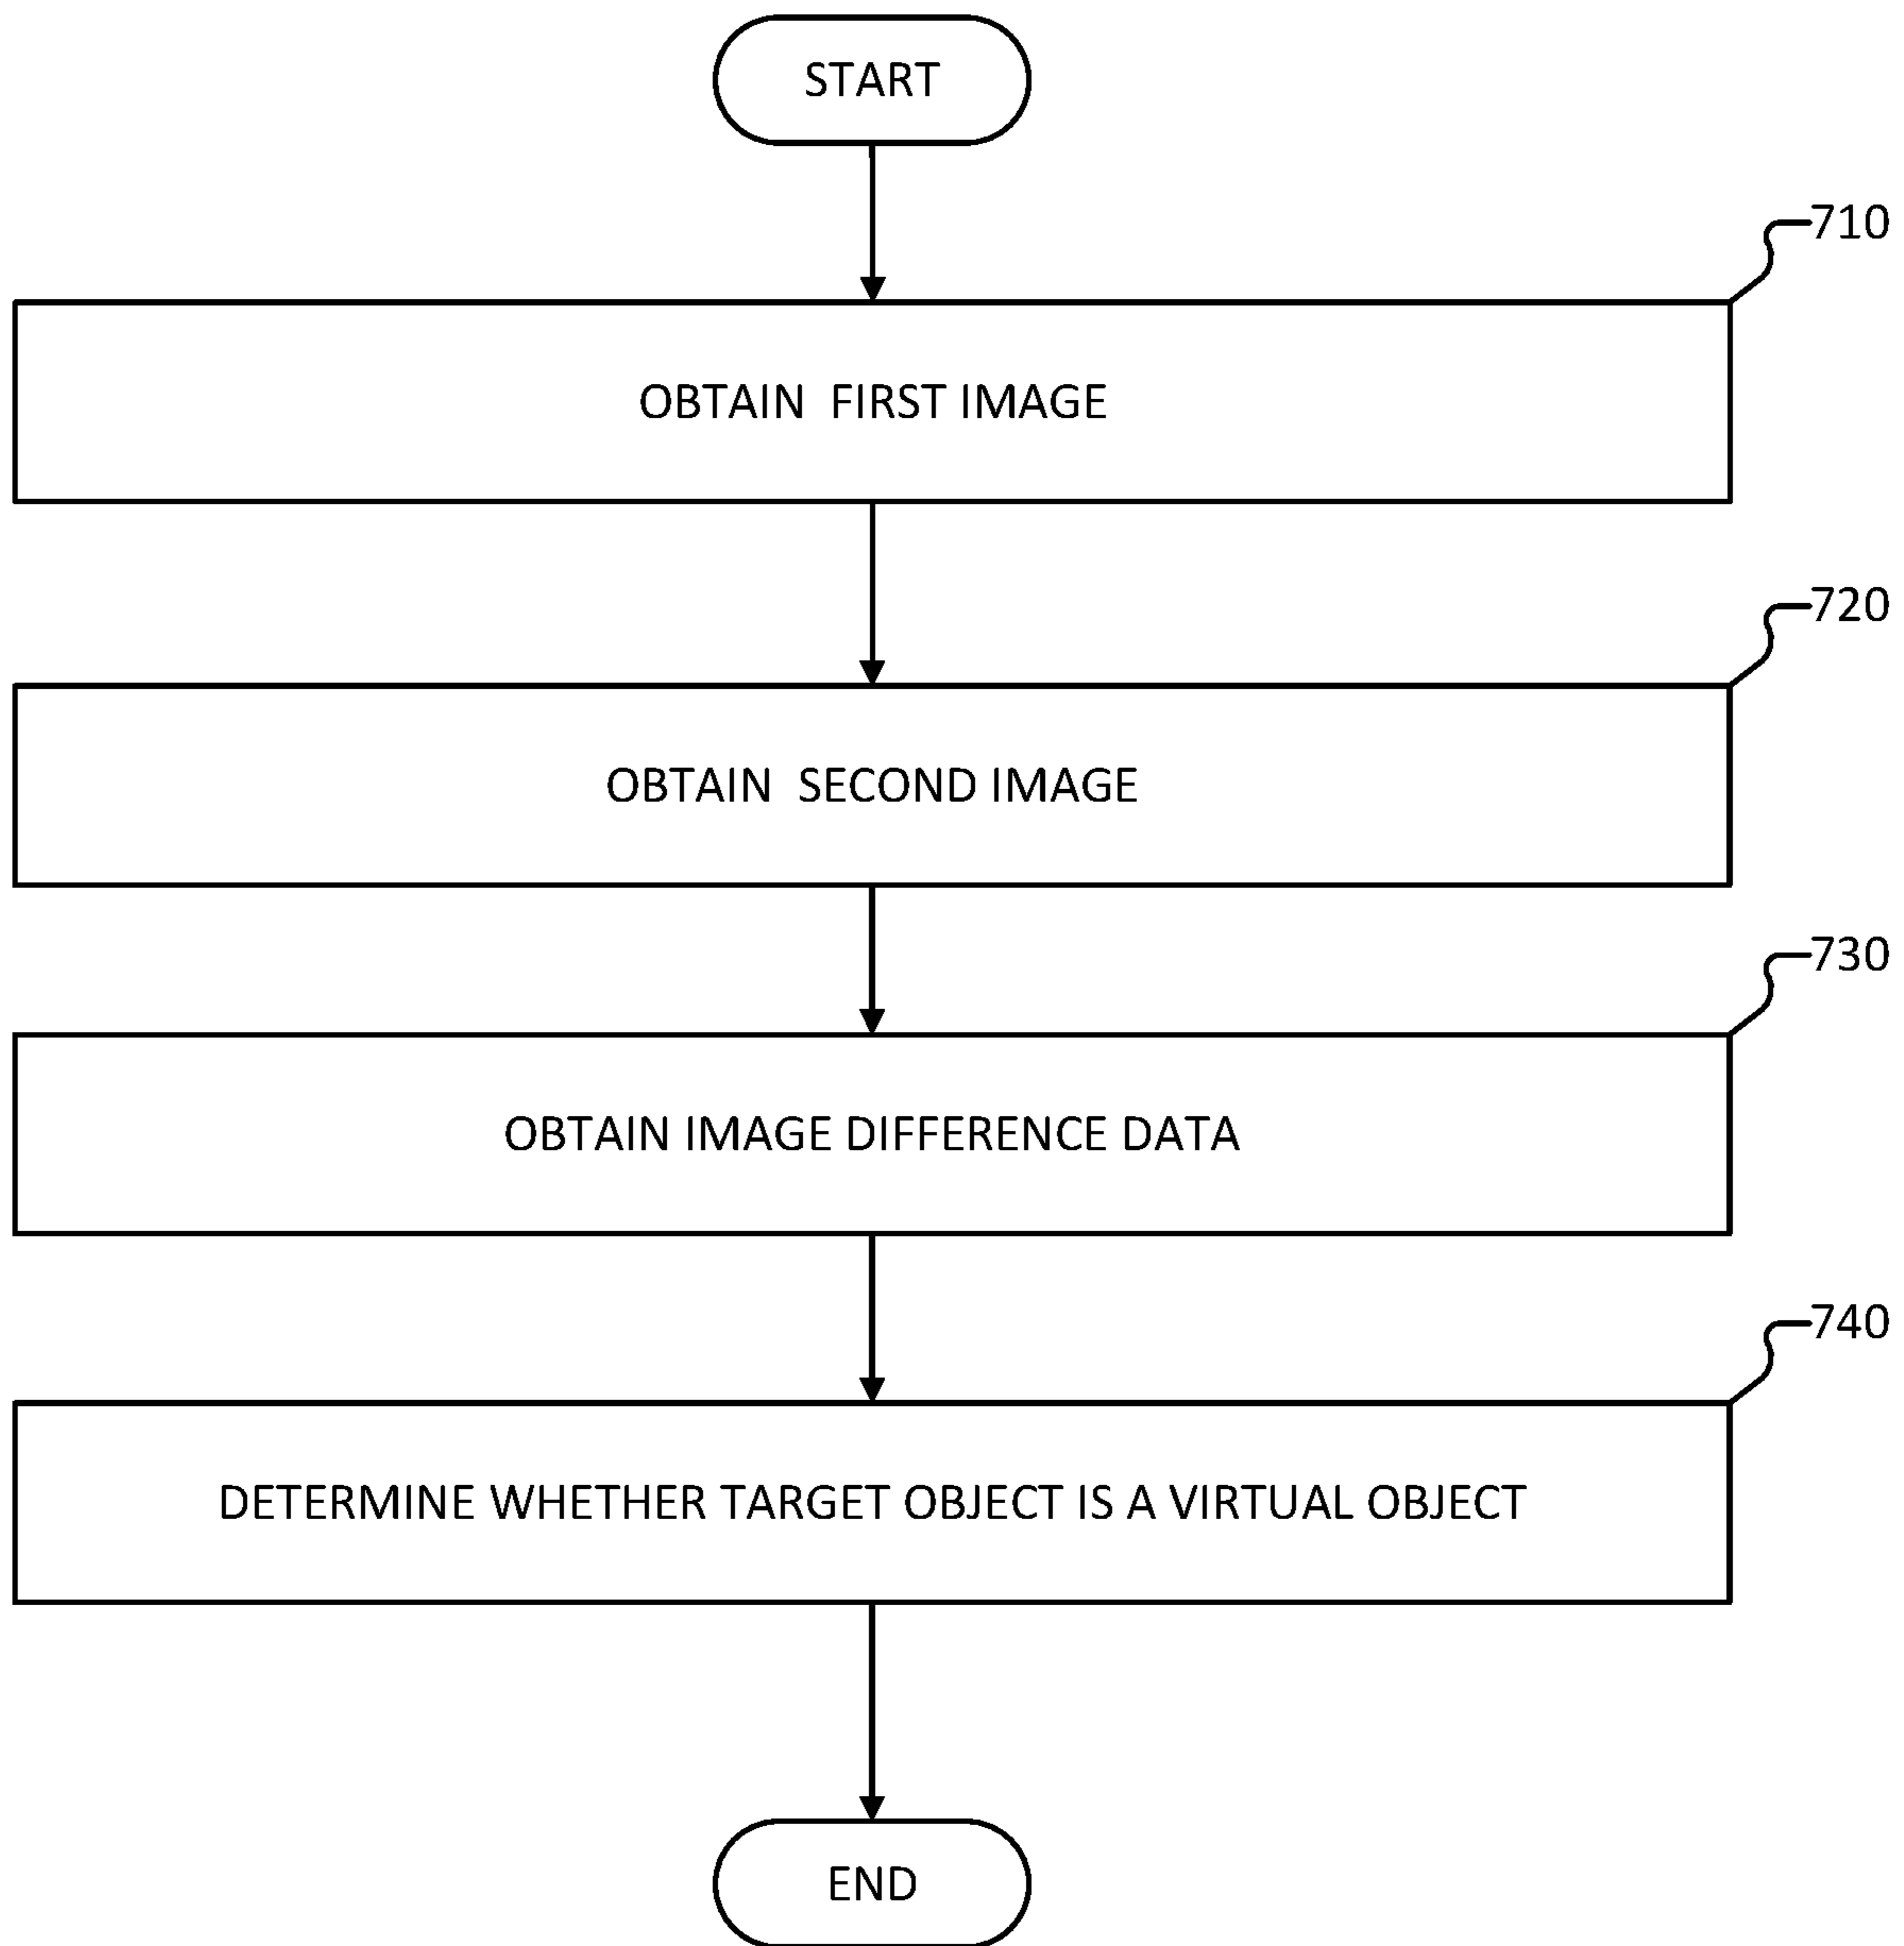 START
710
OBTAIN FIRST IMAGE
720
OBTAIN SECOND IMAGE
730
OBTAIN IMAGE DIFFERENCE DATA
740
DETERMINE WHETHER TARGET OBJECT IS A VIRTUAL OBJECT
END